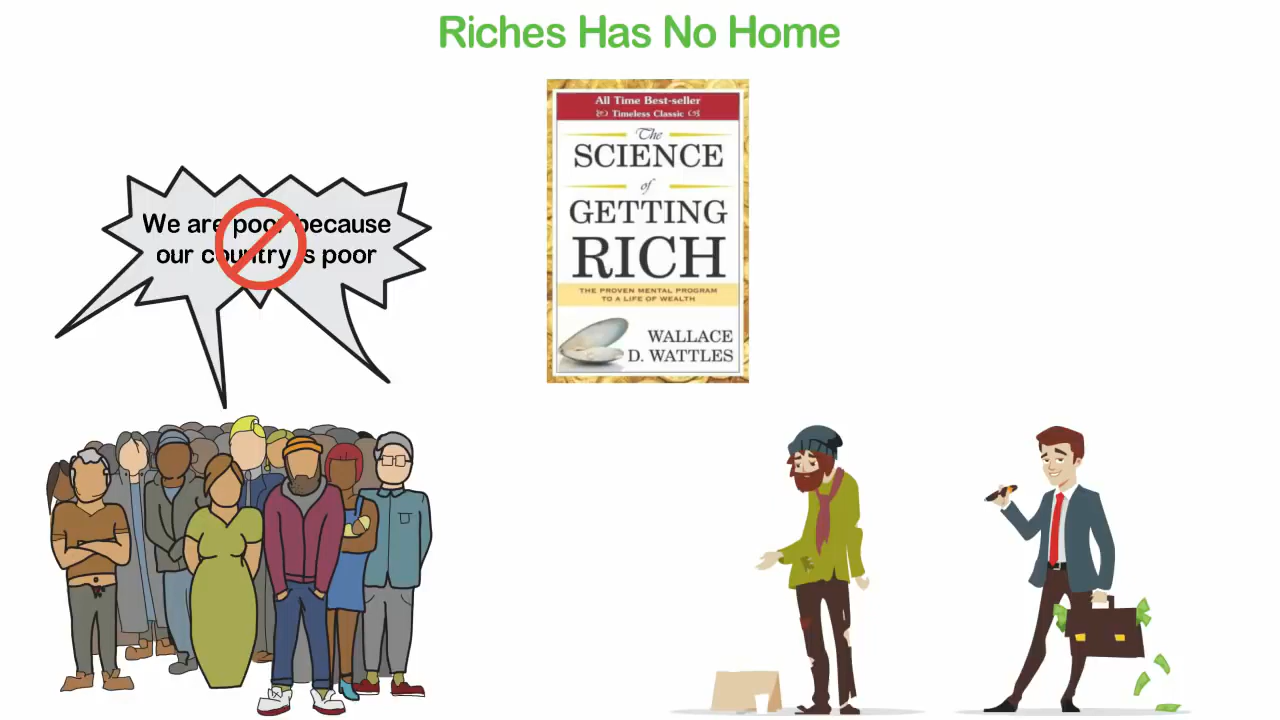 Riches Has No Home
All Time Best-seller
Timeless Classic
The
SCIENCE
of
GETTING
RICH
THE PROVEN MENTAL PROGRAM
TO A LIFE OF WEALTH
WALLACE
D. WATTLES
We are poor because
our country is poor